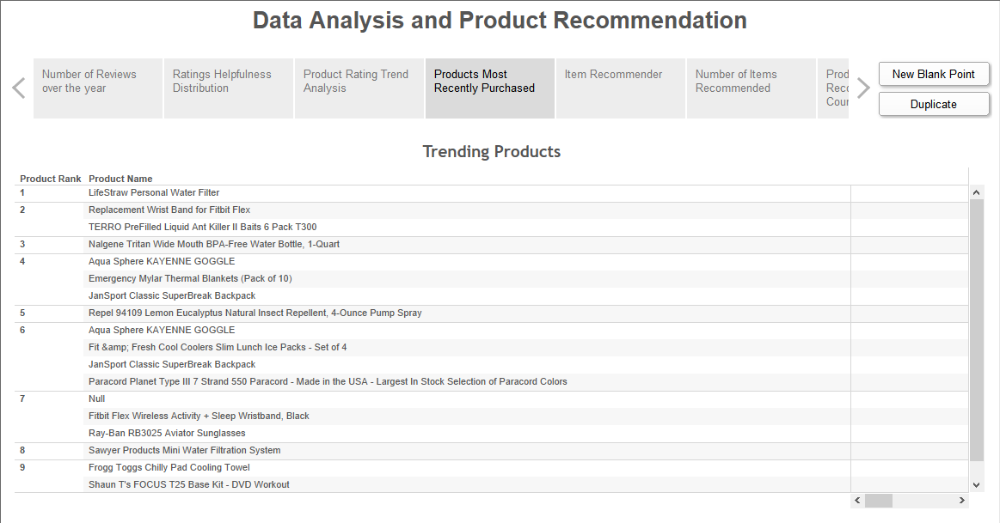 Data Analysis and Product Recommendation
Number of Reviews
over the year
Ratings Helpfulness
Distribution
Product Rating Trend
Analysis
Products Most
Recently Purchased
Item Recommender
Number of Items
Recommended
Prod
Reco
Cour
New Blank Point
Duplicate
Trending Products
Product Rank Product Name
1 LifeStraw Personal Water Filter
2 Replacement Wrist Band for Fitbit Flex
TERRO PreFilled Liquid Ant Killer II Baits 6 Pack T300
3 Nalgene Tritan Wide Mouth BPA-Free Water Bottle, 1-Quart
4 Aqua Sphere KAYENNE GOGGLE
Emergency Mylar Thermal Blankets (Pack of 10)
JanSport Classic SuperBreak Backpack
5 Repel 94109 Lemon Eucalyptus Natural Insect Repellent, 4-Ounce Pump Spray
6 Aqua Sphere KAYENNE GOGGLE
Fit &amp; Fresh Cool Coolers Slim Lunch Ice Packs - Set of 4
JanSport Classic SuperBreak Backpack
Paracord Planet Type III 7 Strand 550 Paracord - Made in the USA - Largest In Stock Selection of Paracord Colors
7 Null
Fitbit Flex Wireless Activity + Sleep Wristband, Black
Ray-Ban RB3025 Aviator Sunglasses
8 Sawyer Products Mini Water Filtration System
9 Frogg Toggs Chilly Pad Cooling Towel
Shaun T's FOCUS T25 Base Kit - DVD Workout